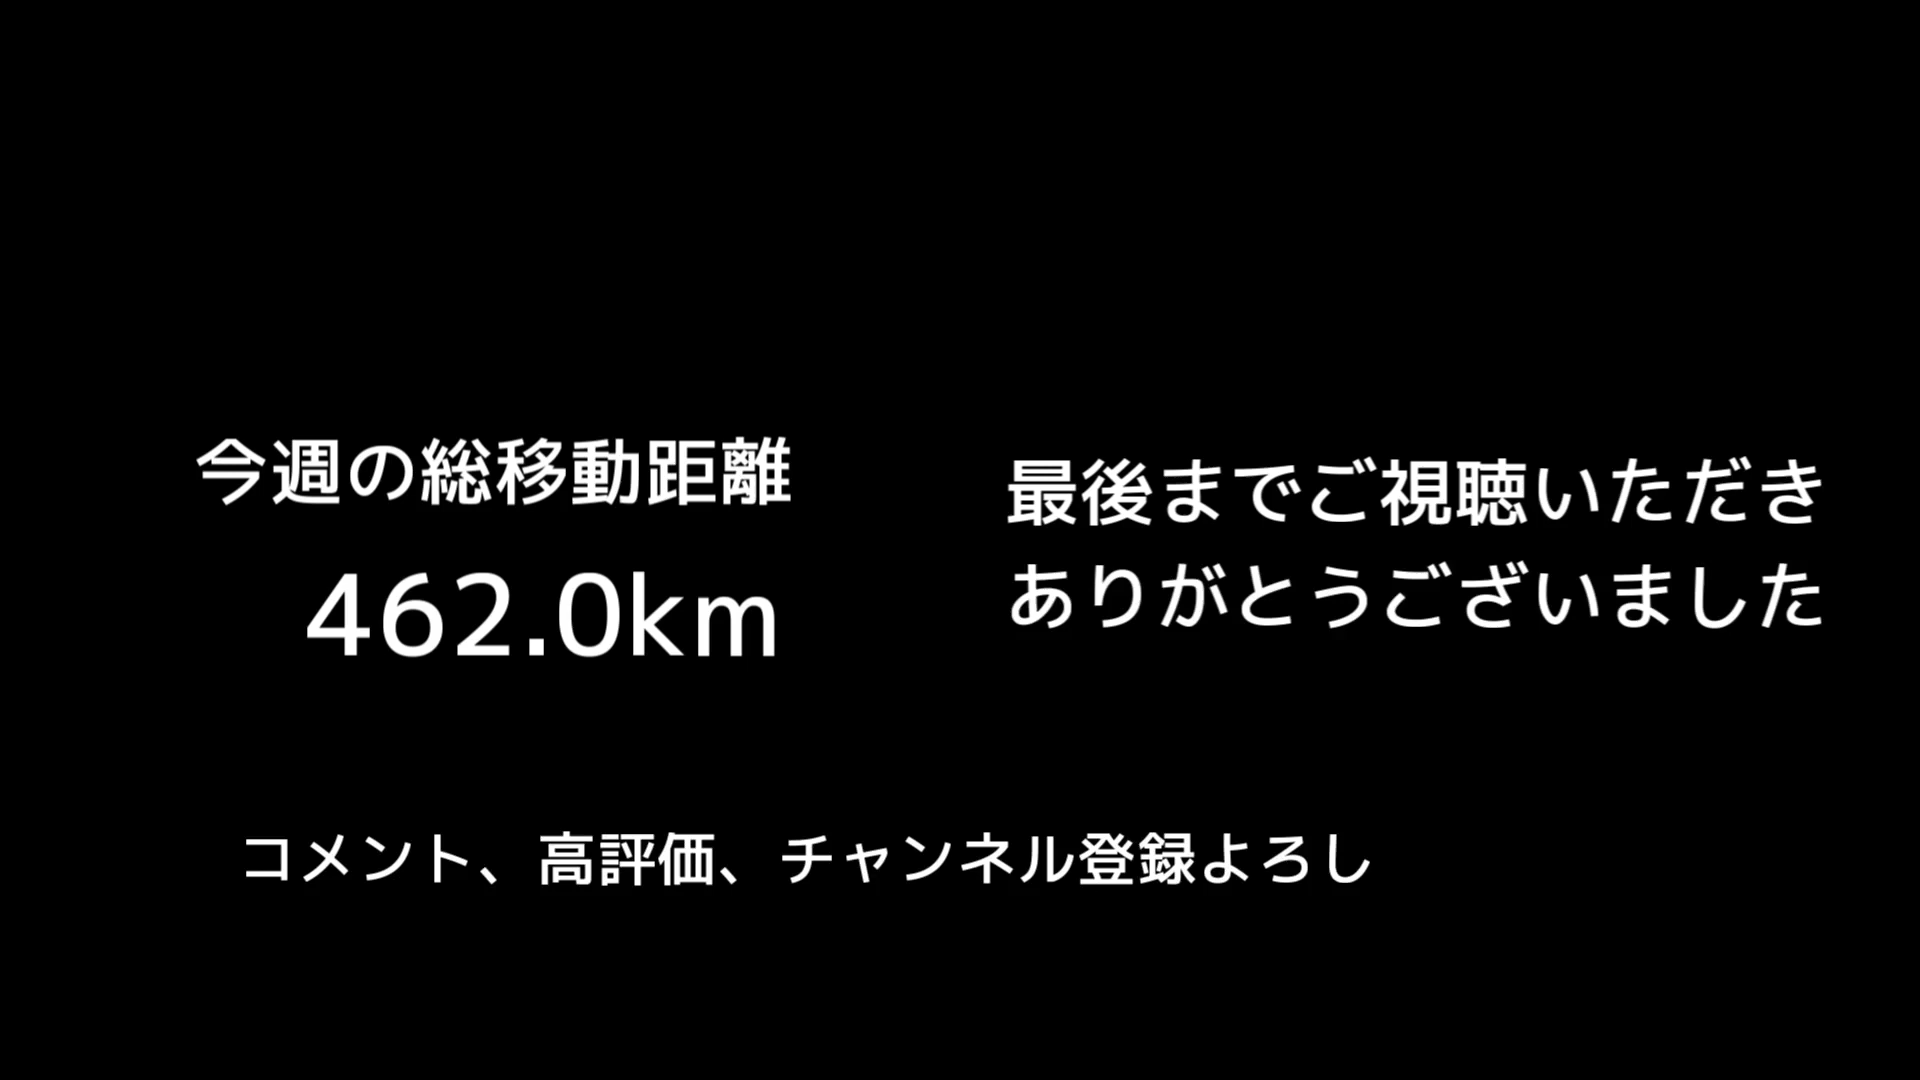 今週の総移動距離
462.0km
最後までご視聴いただき
ありがとうございました
コメント、高評価、チャンネル登録よろし